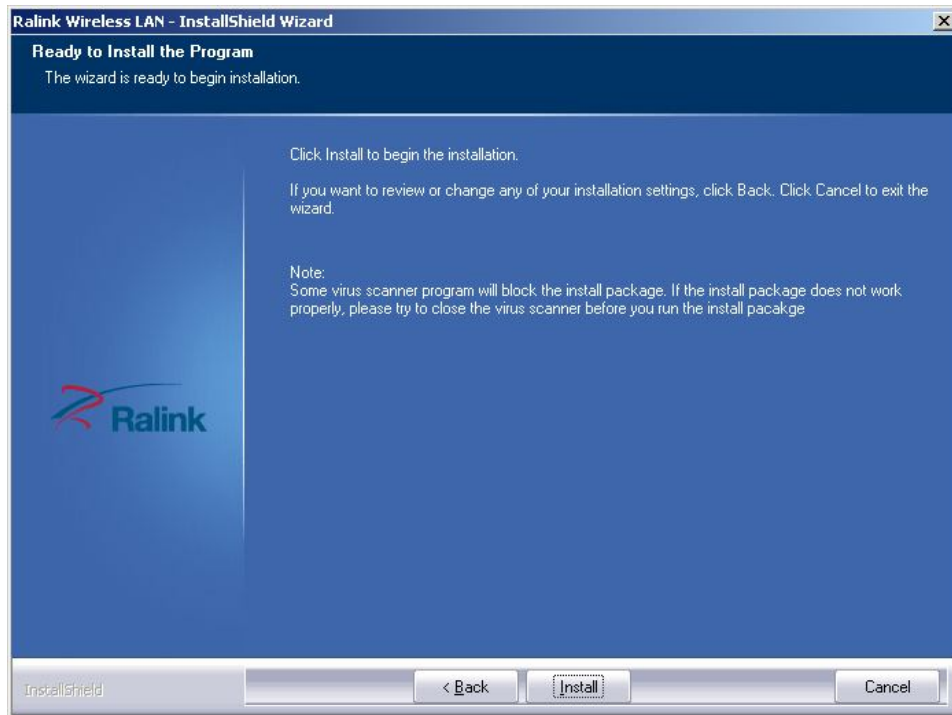 Ralink Wireless LAN - InstallShield Wizard
Ready to Install the Program
The wizard is ready to begin installation.
Click Install to begin the installation.
If you want to review or change any of your installation settings, click Back. Click Cancel to exit the
wizard.
Note:
Some virus scanner program will block the install package. If the install package does not work
properly, please try to close the virus scanner before you run the install pacakge
Ralink
InstallShield
< Back
Install
Cancel